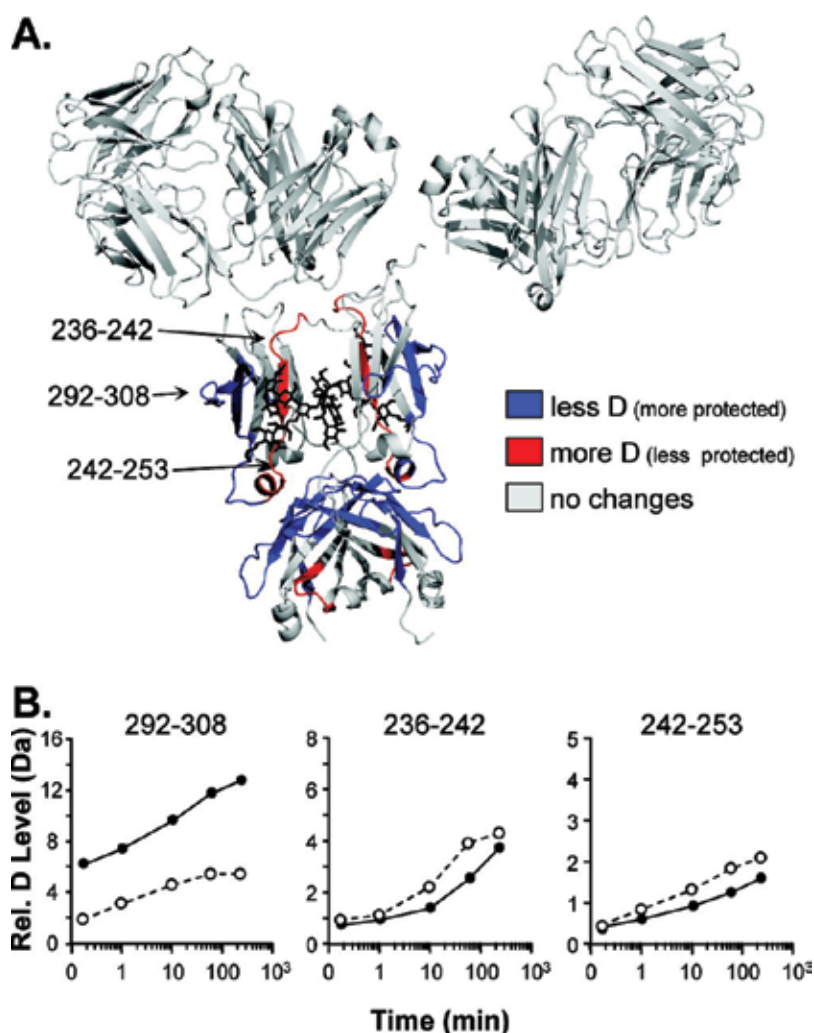 A.
236-242
292-308
242-253
less D (more protected)
more D (less protected)
no changes
B.
292-308
236-242
242-253
Rel. D Level (Da)
16
12
8
4
0
8
6
4
2
0
5
4
3
2
1
0
0 1 10 100 10³
0 1 10 100 10³
0 1 10 100 10³
Time (min)